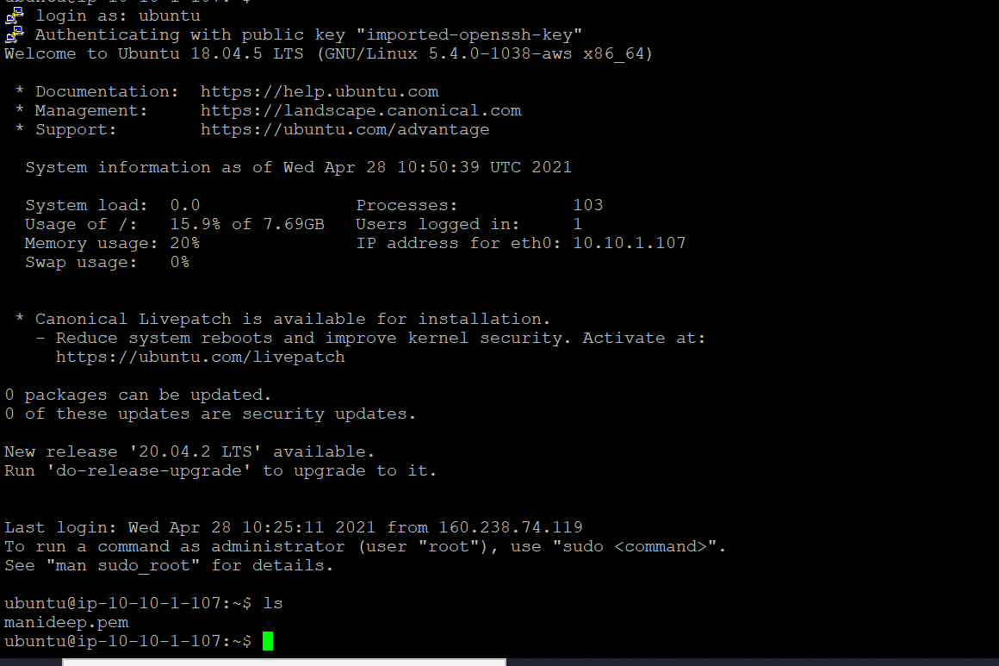 login as: ubuntu
Authenticating with public key "imported-openssh-key"
Welcome to Ubuntu 18.04.5 LTS (GNU/Linux 5.4.0-1038-aws x86_64)
* Documentation:  https://help.ubuntu.com
* Management:     https://landscape.canonical.com
* Support:        https://ubuntu.com/advantage
System information as of Wed Apr 28 10:50:39 UTC 2021
System load:  0.0               Processes:           103
Usage of /:   15.9% of 7.69GB   Users logged in:     1
Memory usage: 20%               IP address for eth0: 10.10.1.107
Swap usage:   0%
* Canonical Livepatch is available for installation.
- Reduce system reboots and improve kernel security. Activate at:
https://ubuntu.com/livepatch
0 packages can be updated.
0 of these updates are security updates.
New release '20.04.2 LTS' available.
Run 'do-release-upgrade' to upgrade to it.
Last login: Wed Apr 28 10:25:11 2021 from 160.238.74.119
To run a command as administrator (user "root"), use "sudo <command>".
See "man sudo_root" for details.
ubuntu@ip-10-10-1-107:~$ ls
manideep.pem
ubuntu@ip-10-10-1-107:~$